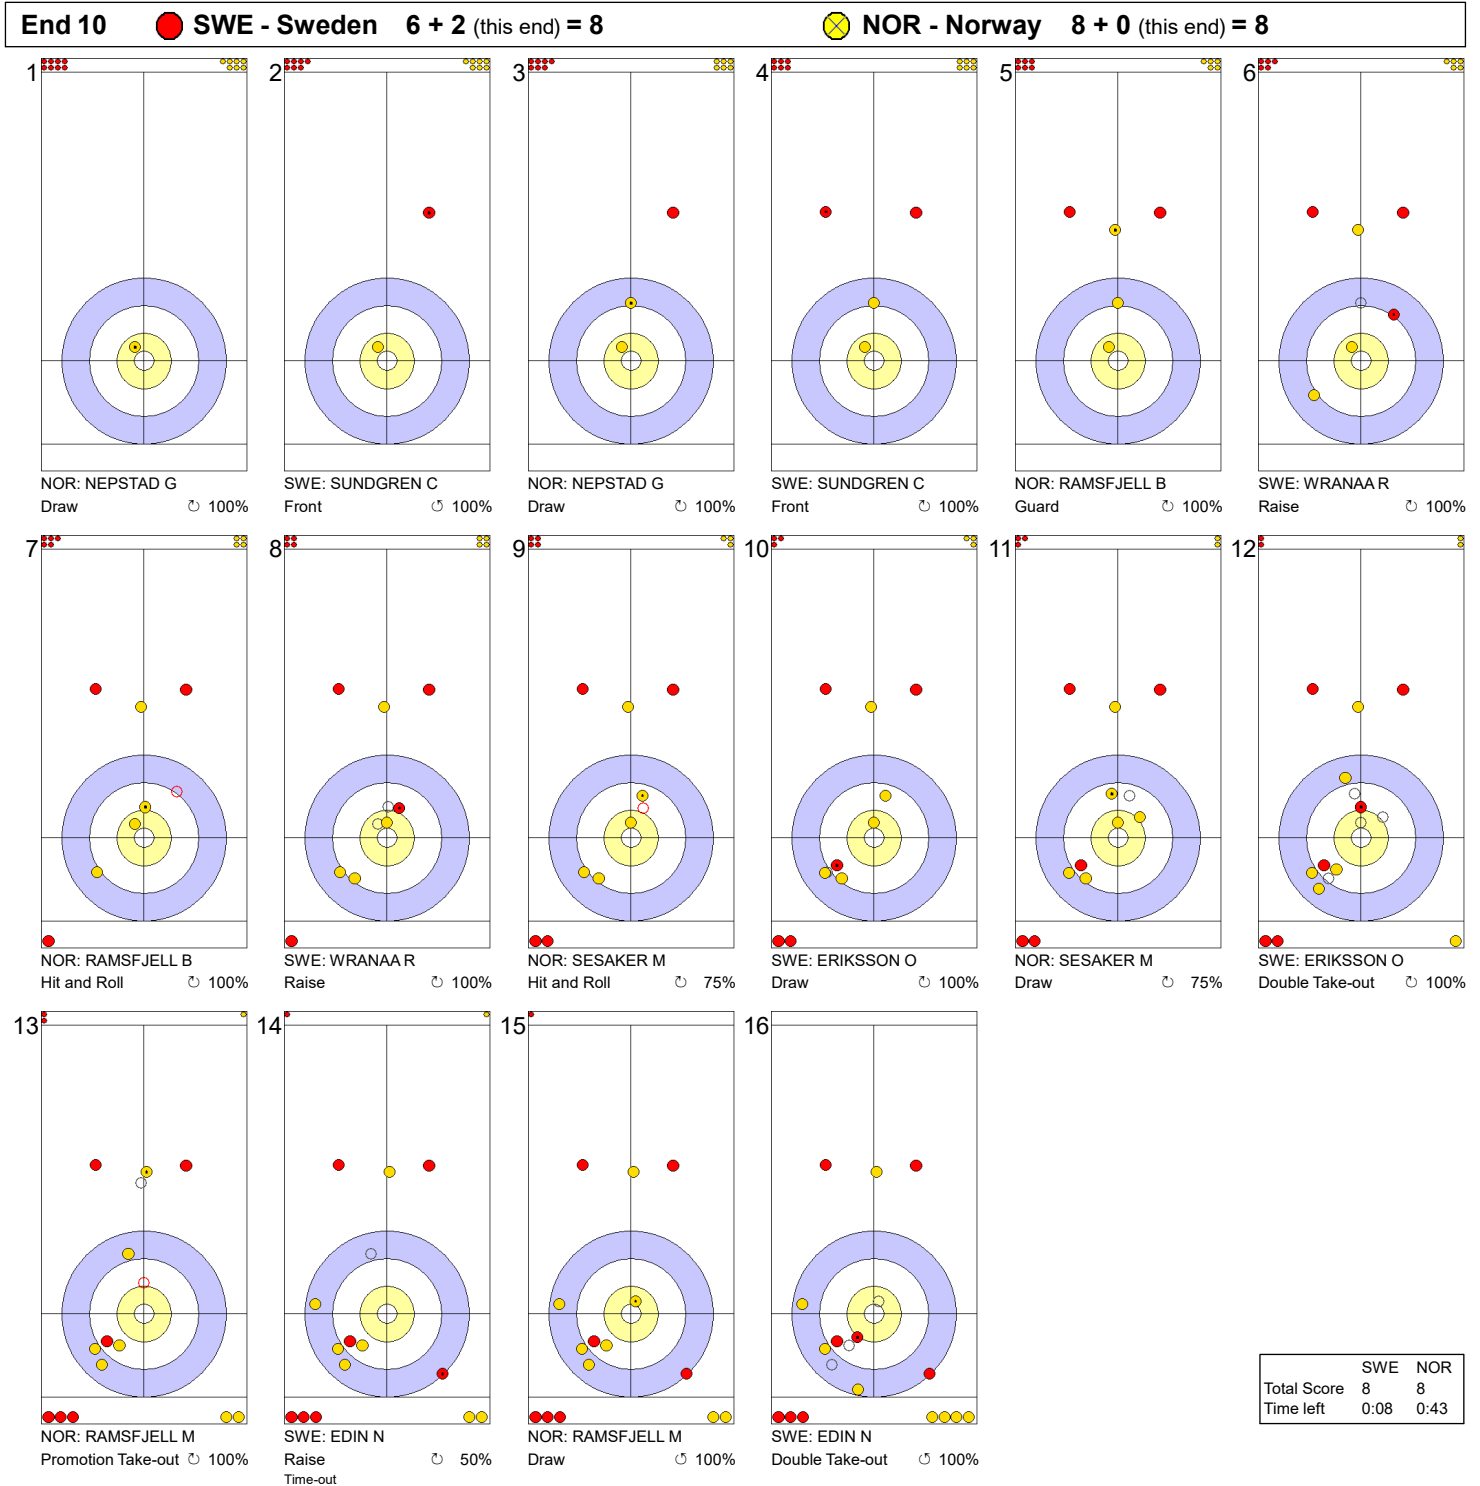 End 10 SWE - Sweden 6 + 2 (this end) = 8 NOR - Norway 8 + 0 (this end) = 8
1 2 3 4 5 6
NOR: NEPSTAD G SWE: SUNDGREN C NOR: NEPSTAD G SWE: SUNDGREN C NOR: RAMSFJELL B SWE: WRANAA R
Draw ↻ 100% Front ↺ 100% Draw ↻ 100% Front ↺ 100% Guard ↻ 100% Raise ↻ 100%
7 8 9 10 11 12
NOR: RAMSFJELL B SWE: WRANAA R NOR: SESAKER M SWE: ERIKSSON O NOR: SESAKER M SWE: ERIKSSON O
Hit and Roll ↻ 100% Raise ↻ 100% Hit and Roll ↻ 75% Draw ↻ 100% Draw ↻ 75% Double Take-out ↻ 100%
13 14 15 16
NOR: RAMSFJELL M SWE: EDIN N NOR: RAMSFJELL M SWE: EDIN N
Promotion Take-out ↻ 100% Raise ↻ 50% Draw ↺ 100% Double Take-out ↺ 100%
Time-out
SWE NOR
Total Score 8 8
Time left 0:08 0:43